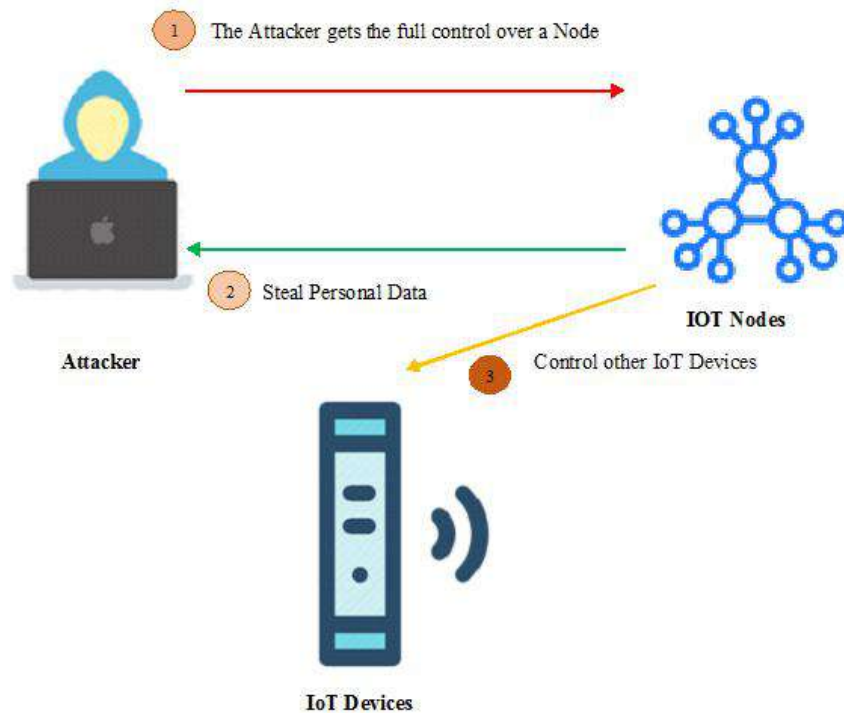 1 The Attacker gets the full control over a Node
2 Steal Personal Data
IOT Nodes
Attacker
3 Control other IoT Devices
IoT Devices